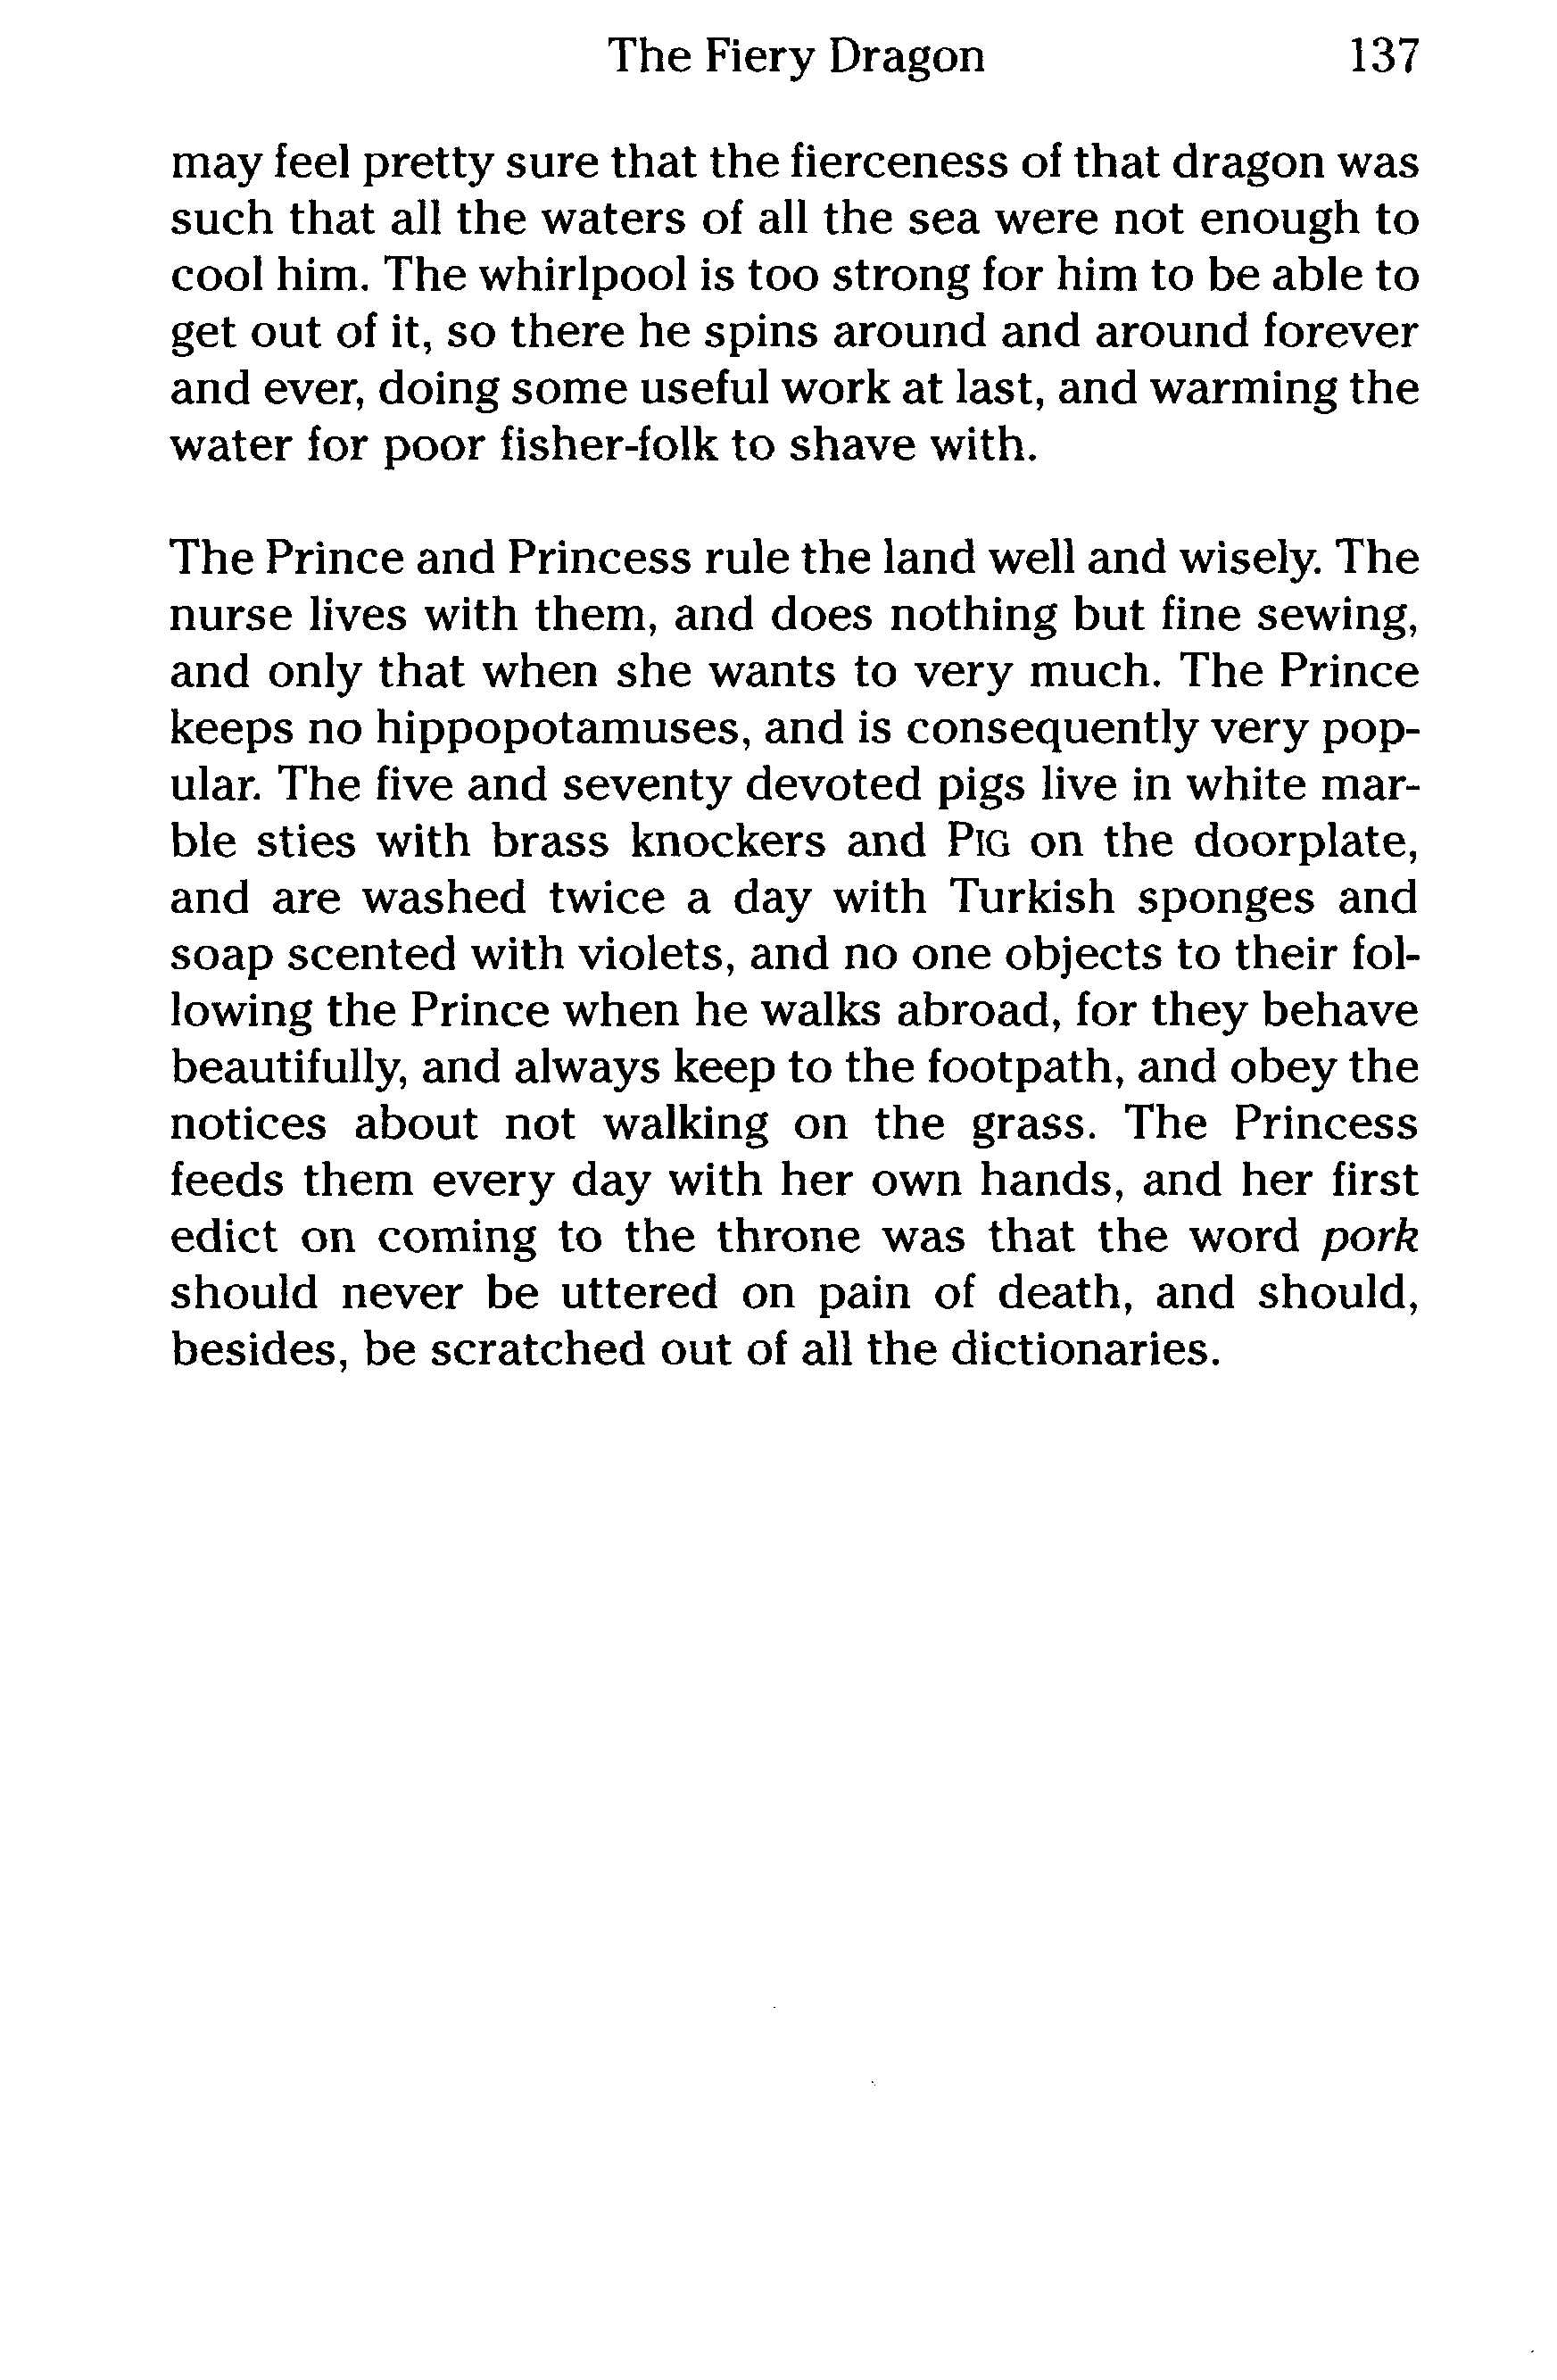 The Fiery Dragon 137
may feel pretty sure that the fierceness of that dragon was
such that all the waters of all the sea were not enough to
cool him. The whirlpool is too strong for him to be able to
get out of it, so there he spins around and around forever
and ever, doing some useful work at last, and warming the
water for poor fisher-folk to shave with.
The Prince and Princess rule the land well and wisely. The
nurse lives with them, and does nothing but fine sewing,
and only that when she wants to very much. The Prince
keeps no hippopotamuses, and is consequently very pop-
ular. The five and seventy devoted pigs live in white mar-
ble sties with brass knockers and PIG on the doorplate,
and are washed twice a day with Turkish sponges and
soap scented with violets, and no one objects to their fol-
lowing the Prince when he walks abroad, for they behave
beautifully, and always keep to the footpath, and obey the
notices about not walking on the grass. The Princess
feeds them every day with her own hands, and her first
edict on coming to the throne was that the word pork
should never be uttered on pain of death, and should,
besides, be scratched out of all the dictionaries.